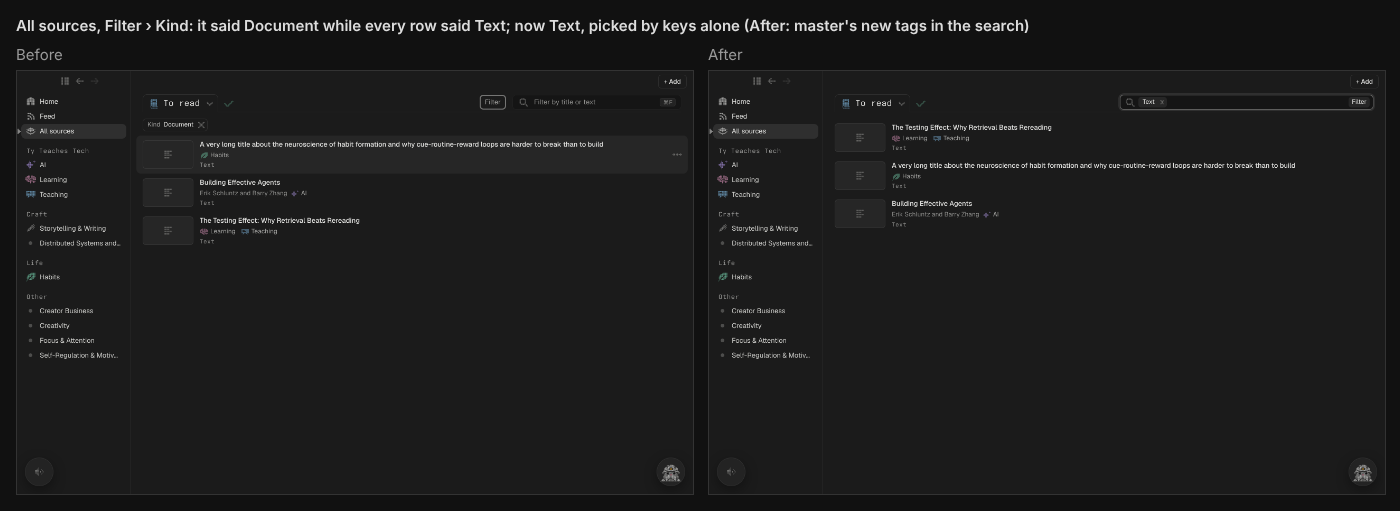 All sources, Filter › Kind: it said Document while every row said Text; now Text, picked by keys alone (After: master's new tags in the search)
Before
+ Add
Home
Feed
All sources
Ty Teaches Tech
AI
Learning
Teaching
Craft
Storytelling & Writing
Distributed Systems and...
Life
Habits
Other
Creator Business
Creativity
Focus & Attention
Self-Regulation & Motiv...
To read
Filter
Filter by title or text
⌘F
Kind Document
A very long title about the neuroscience of habit formation and why cue-routine-reward loops are harder to break than to build
Habits
Text
Building Effective Agents
Erik Schluntz and Barry Zhang AI
Text
The Testing Effect: Why Retrieval Beats Rereading
Learning Teaching
Text
After
+ Add
Home
Feed
All sources
Ty Teaches Tech
AI
Learning
Teaching
Craft
Storytelling & Writing
Distributed Systems and...
Life
Habits
Other
Creator Business
Creativity
Focus & Attention
Self-Regulation & Motiv...
To read
Text x
Filter
The Testing Effect: Why Retrieval Beats Rereading
Learning Teaching
Text
A very long title about the neuroscience of habit formation and why cue-routine-reward loops are harder to break than to build
Habits
Text
Building Effective Agents
Erik Schluntz and Barry Zhang AI
Text